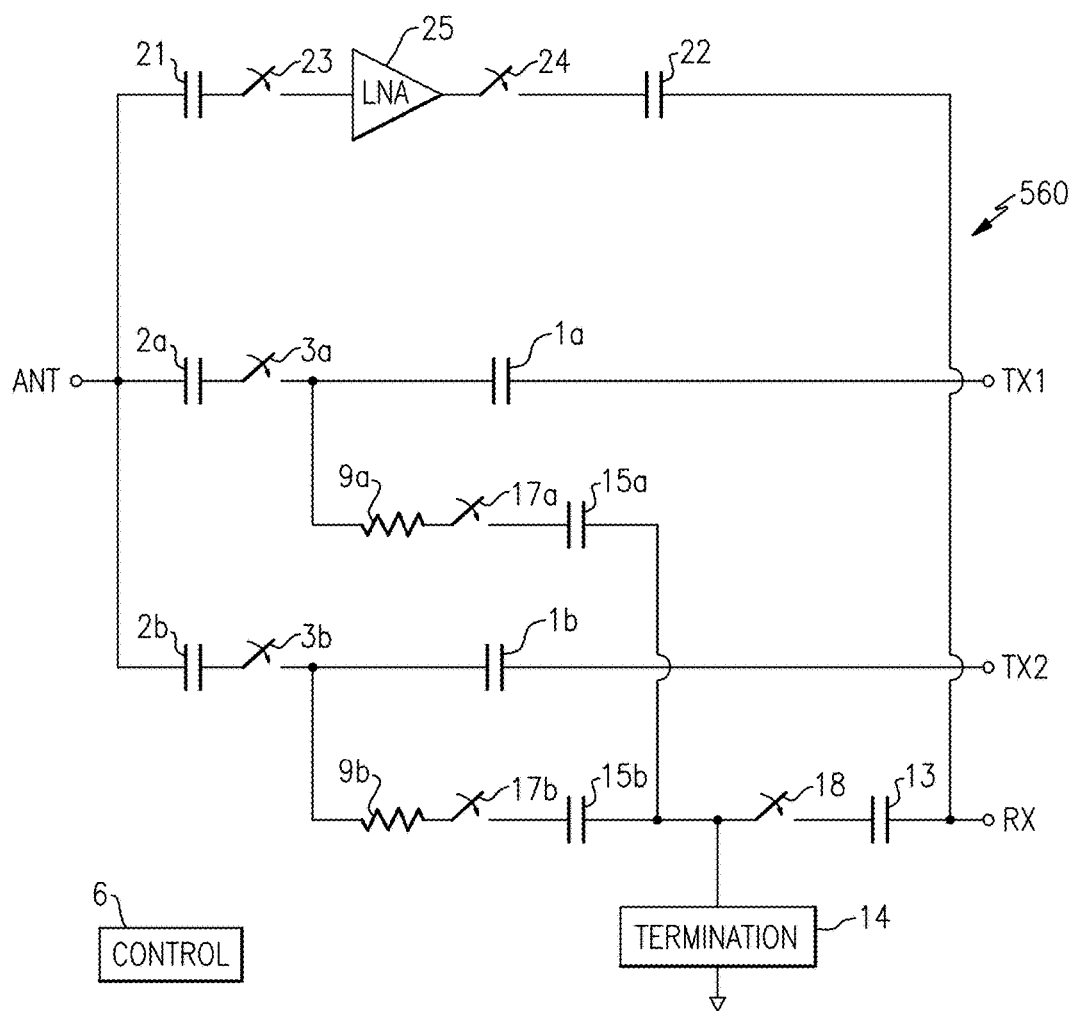 21
23
25
LNA
24
22
560
ANT
2a
3a
1a
TX1
9a
17a
15a
2b
3b
1b
TX2
9b
17b
15b
18
13
RX
6
CONTROL
TERMINATION
14